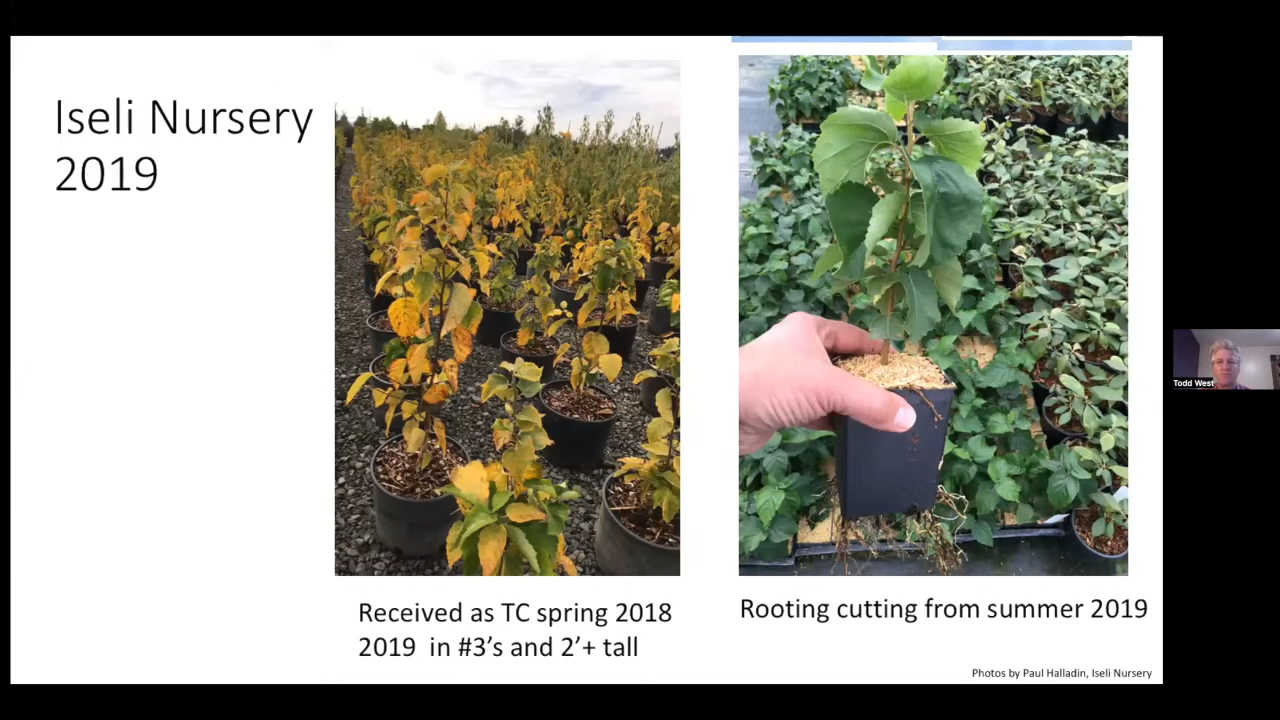 Iseli Nursery
2019
Received as TC spring 2018
2019 in #3's and 2'+ tall
Rooting cutting from summer 2019
Photos by Paul Halladin, Iseli Nursery
Todd West